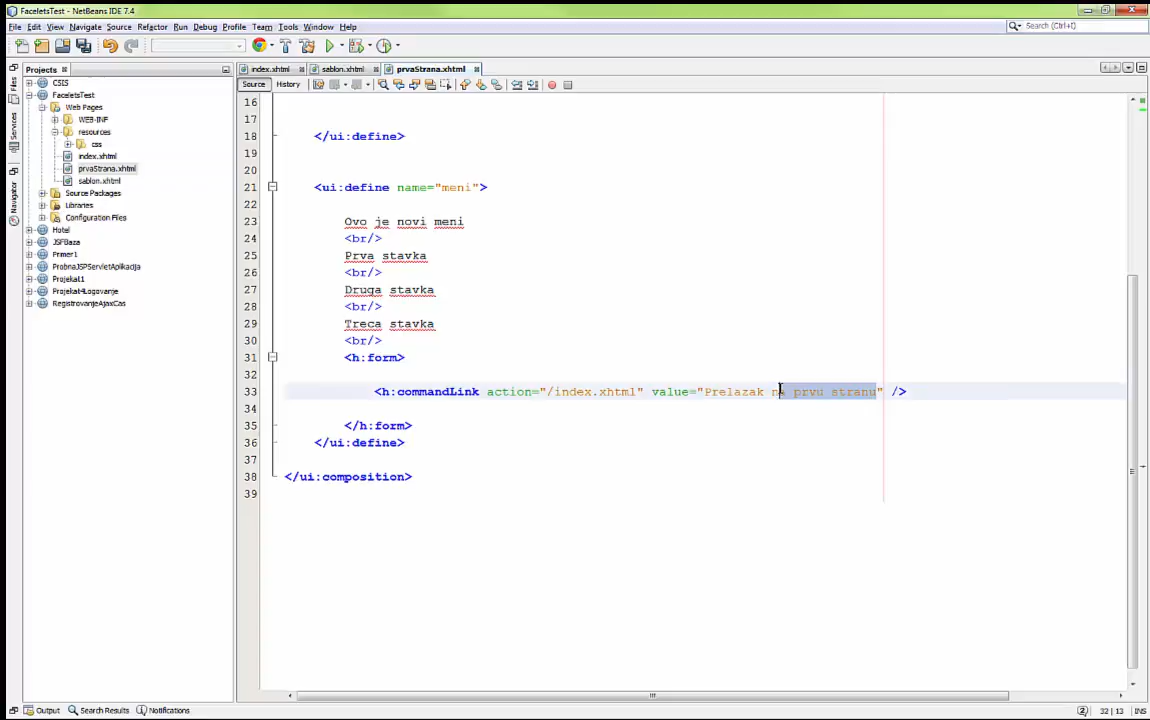 FaceletsTest - NetBeans IDE 7.4
File Edit View Navigate Source Refactor Run Debug Profile Team Tools Window Help
Search (Ctrl+I)
Projects
index.xhtml sablon.xhtml prvaStrana.xhtml
Source History
Files
Services
Navigator
CSIS
FaceletsTest
Web Pages
WEB-INF
resources
css
index.xhtml
prvaStrana.xhtml
sablon.xhtml
Source Packages
Libraries
Configuration Files
Hotel
JSFBaza
Primer1
ProbnaJSPServletAplikacija
Projekat1
Projekat4Logovanje
RegistrovanjeAjaxCas
16
17
18 </ui:define>
19
20
21 <ui:define name="meni">
22
23 Ovo je novi meni
24 <br/>
25 Prva stavka
26 <br/>
27 Druga stavka
28 <br/>
29 Treca stavka
30 <br/>
31 <h:form>
32
33 <h:commandLink action="/index.xhtml" value="Prelazak na prvu stranu" />
34
35 </h:form>
36 </ui:define>
37
38 </ui:composition>
39
Output Search Results Notifications
2 32 | 13 INS